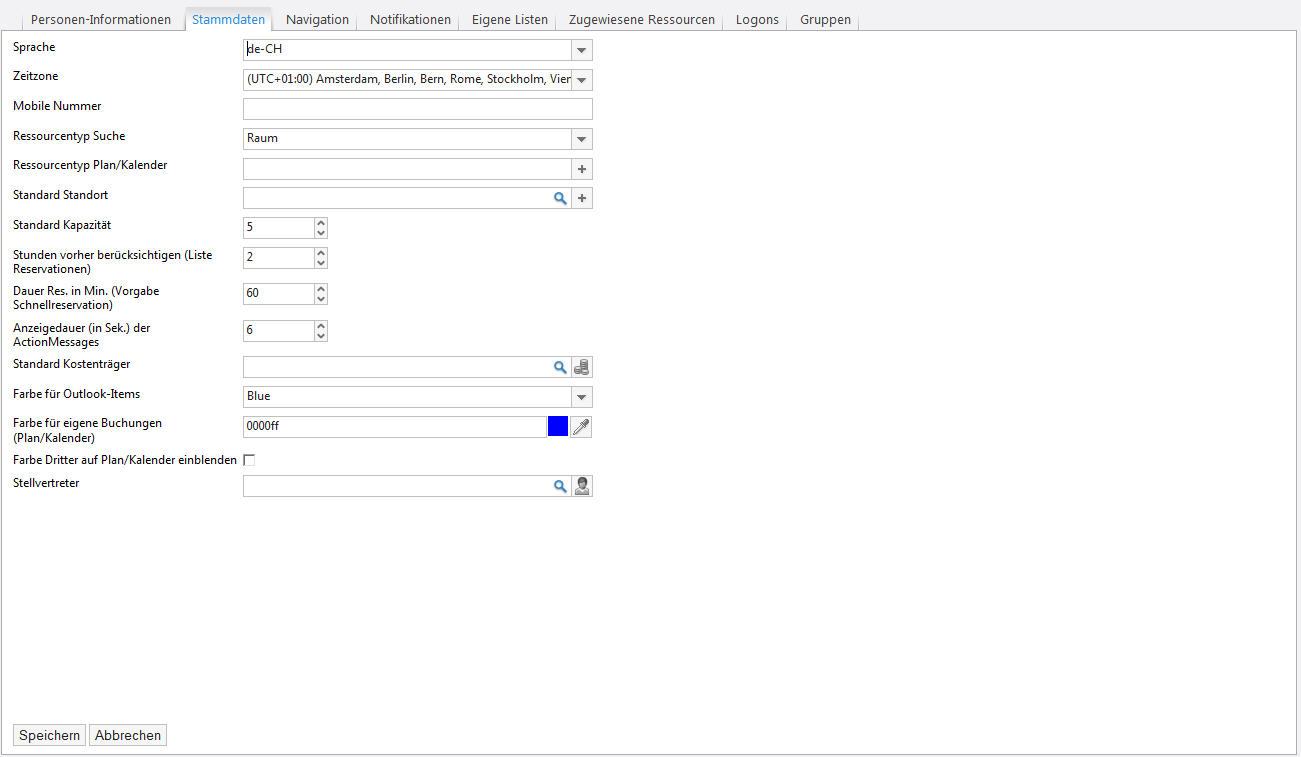 Personen-Informationen Stammdaten Navigation Notifikationen Eigene Listen Zugewiesene Ressourcen Logons Gruppen
Sprache de-CH
Zeitzone (UTC+01:00) Amsterdam, Berlin, Bern, Rome, Stockholm, Vier
Mobile Nummer
Ressourcentyp Suche Raum
Ressourcentyp Plan/Kalender
Standard Standort
Standard Kapazität 5
Stunden vorher berücksichtigen (Liste 2
Reservationen)
Dauer Res. in Min. (Vorgabe 60
Schnellreservation)
Anzeigedauer (in Sek.) der 6
ActionMessages
Standard Kostenträger
Farbe für Outlook-Items Blue
Farbe für eigene Buchungen 0000ff
(Plan/Kalender)
Farbe Dritter auf Plan/Kalender einblenden
Stellvertreter
Speichern Abbrechen